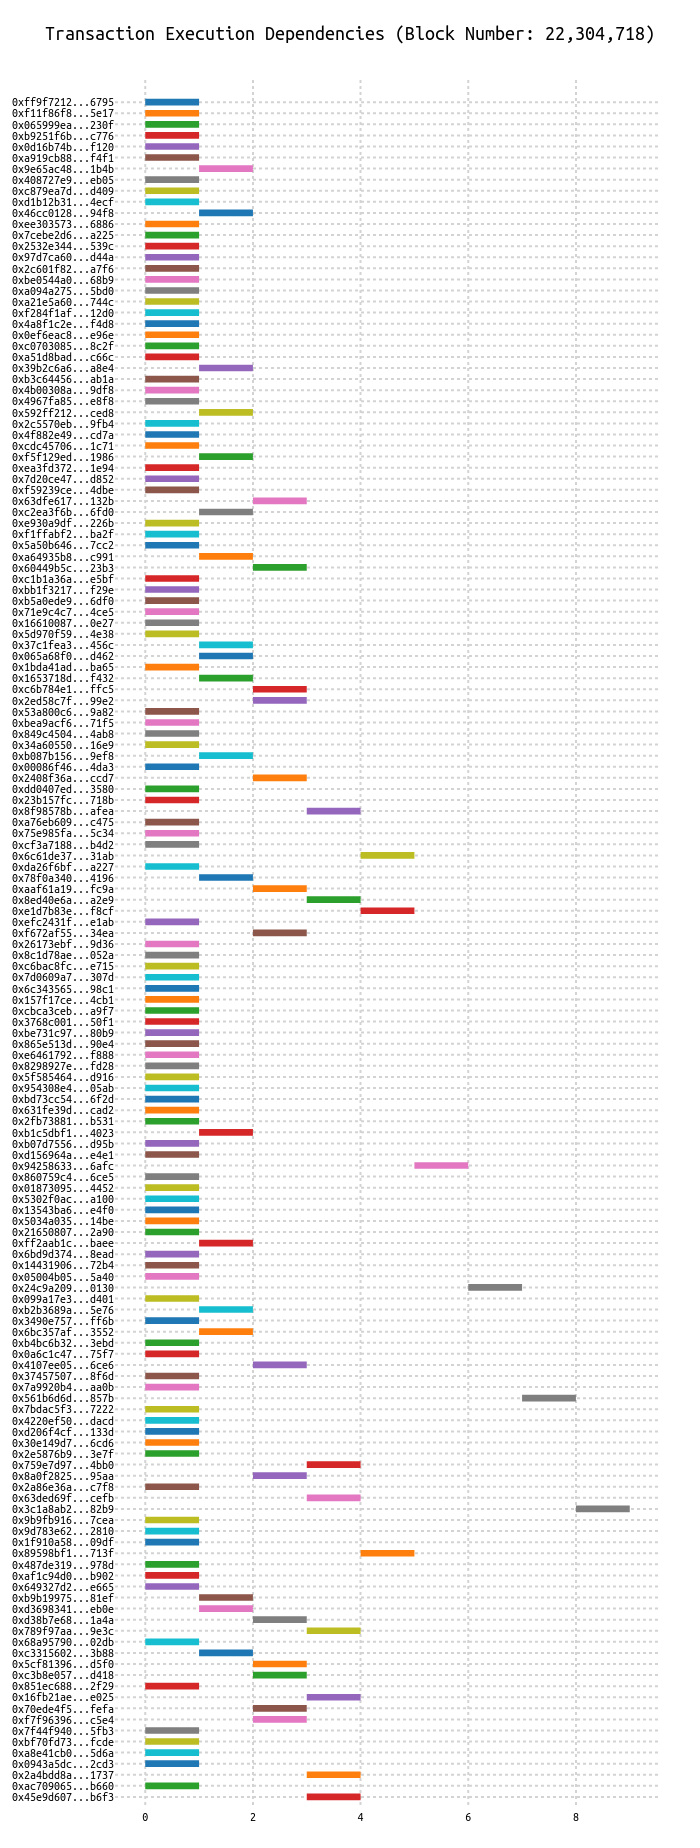 Transaction Execution Dependencies (Block Number: 22,304,718)
0xff9f7212...6795
0xf11f86f8...5e17
0x065999ea...230f
0xb9251f6b...c776
0x0d16b74b...f120
0xa919cb88...f4f1
0x9e65ac48...1b4b
0x408727e9...eb05
0xc879ea7d...d409
0xd1b12b31...4ecf
0x46cc0128...94f8
0xee303573...6886
0x7cebe2d6...a225
0x2532e344...539c
0x97d7ca60...d44a
0x2c601f82...a7f6
0xbe0544a0...68b9
0xa094a275...5bd0
0xa21e5a60...744c
0xf284f1af...12d0
0x4a8f1c2e...f4d8
0x0ef6eac8...e96e
0xc0703085...8c2f
0xa51d8bad...c66c
0x39b2c6a6...a8e4
0xb3c64456...ab1a
0x4b00308a...9df8
0x4967fa85...e8f8
0x592ff212...ced8
0x2c5570eb...9fb4
0x4f882e49...cd7a
0xcdc45706...1c71
0xf5f129ed...1986
0xea3fd372...1e94
0x7d20ce47...d852
0xf59239ce...4dbe
0x63dfe617...132b
0xc2ea3f6b...6fd0
0xe930a9df...226b
0xf1ffabf2...ba2f
0x5a50b646...7cc2
0xa64935b8...c991
0x60449b5c...23b3
0xc1b1a36a...e5bf
0xbb1f3217...f29e
0xb5a0ede9...6df0
0x71e9c4c7...4ce5
0x16610087...0e27
0x5d970f59...4e38
0x37c1fea3...456c
0x065a68f0...d462
0x1bda41ad...ba65
0x1653718d...f432
0xc6b784e1...ffc5
0x2ed58c7f...99e2
0x53a800c6...9a82
0xbea9acf6...71f5
0x849c4504...4ab8
0x34a60550...16e9
0xb087b156...9ef8
0x00086f46...4da3
0x2408f36a...ccd7
0xdd0407ed...3580
0x23b157fc...718b
0x8f98578b...afea
0xa76eb609...c475
0x75e985fa...5c34
0xcf3a7188...b4d2
0x6c61de37...31ab
0xda26f6bf...a227
0x78f0a340...4196
0xaaf61a19...fc9a
0x8ed40e6a...a2e9
0xe1d7b83e...f8cf
0xefc2431f...e1ab
0xf672af55...34ea
0x26173ebf...9d36
0x8c1d78ae...052a
0xc6bac8fc...e715
0x7d0609a7...307d
0x6c343565...98c1
0x157f17ce...4cb1
0xcbca3ceb...a9f7
0x3768c001...50f1
0xbe731c97...80b9
0x865e513d...90e4
0xe6461792...f888
0x8298927e...fd28
0x5f585464...d916
0x954308e4...05ab
0xbd73cc54...6f2d
0x631fe39d...cad2
0x2fb73881...b531
0xb1c5dbf1...4023
0xb07d7556...d95b
0xd156964a...e4e1
0x94258633...6afc
0x860759c4...6ce5
0x01873095...4452
0x5302f0ac...a100
0x13543ba6...e4f0
0x5034a035...14be
0x21650807...2a90
0xff2aab1c...baee
0x6bd9d374...8ead
0x14431906...72b4
0x05004b05...5a40
0x24c9a209...0130
0x099a17e3...d401
0xb2b3689a...5e76
0x3490e757...ff6b
0x6bc357af...3552
0xb4bc6b32...3ebd
0x0a6c1c47...75f7
0x4107ee05...6ce6
0x37457507...8f6d
0x7a9920b4...aa0b
0x561b6d6d...857b
0x7bdac5f3...7222
0x4220ef50...dacd
0xd206f4cf...133d
0x30e149d7...6cd6
0x2e5876b9...3e7f
0x759e7d97...4bb0
0x8a0f2825...95aa
0x2a86e36a...c7f8
0x63ded69f...cefb
0x3c1a8ab2...82b9
0x9b9fb916...7cea
0x9d783e62...2810
0x1f910a58...09df
0x89598bf1...713f
0x487de319...978d
0xaf1c94d0...b902
0x649327d2...e665
0xb9b19975...81ef
0xd3698341...eb0e
0xd38b7e68...1a4a
0x789f97aa...9e3c
0x68a95790...02db
0xc3315602...3b88
0x5cf81396...d5f0
0xc3b8e057...d418
0x851ec688...2f29
0x16fb21ae...e025
0x70ede4f5...fefa
0xf7f96396...c5e4
0x7f44f940...5fb3
0xbf70fd73...fcde
0xa8e41cb0...5d6a
0x0943a5dc...2cd3
0x2a4bdd8a...1737
0xac709065...b660
0x45e9d607...b6f3
0 2 4 6 8